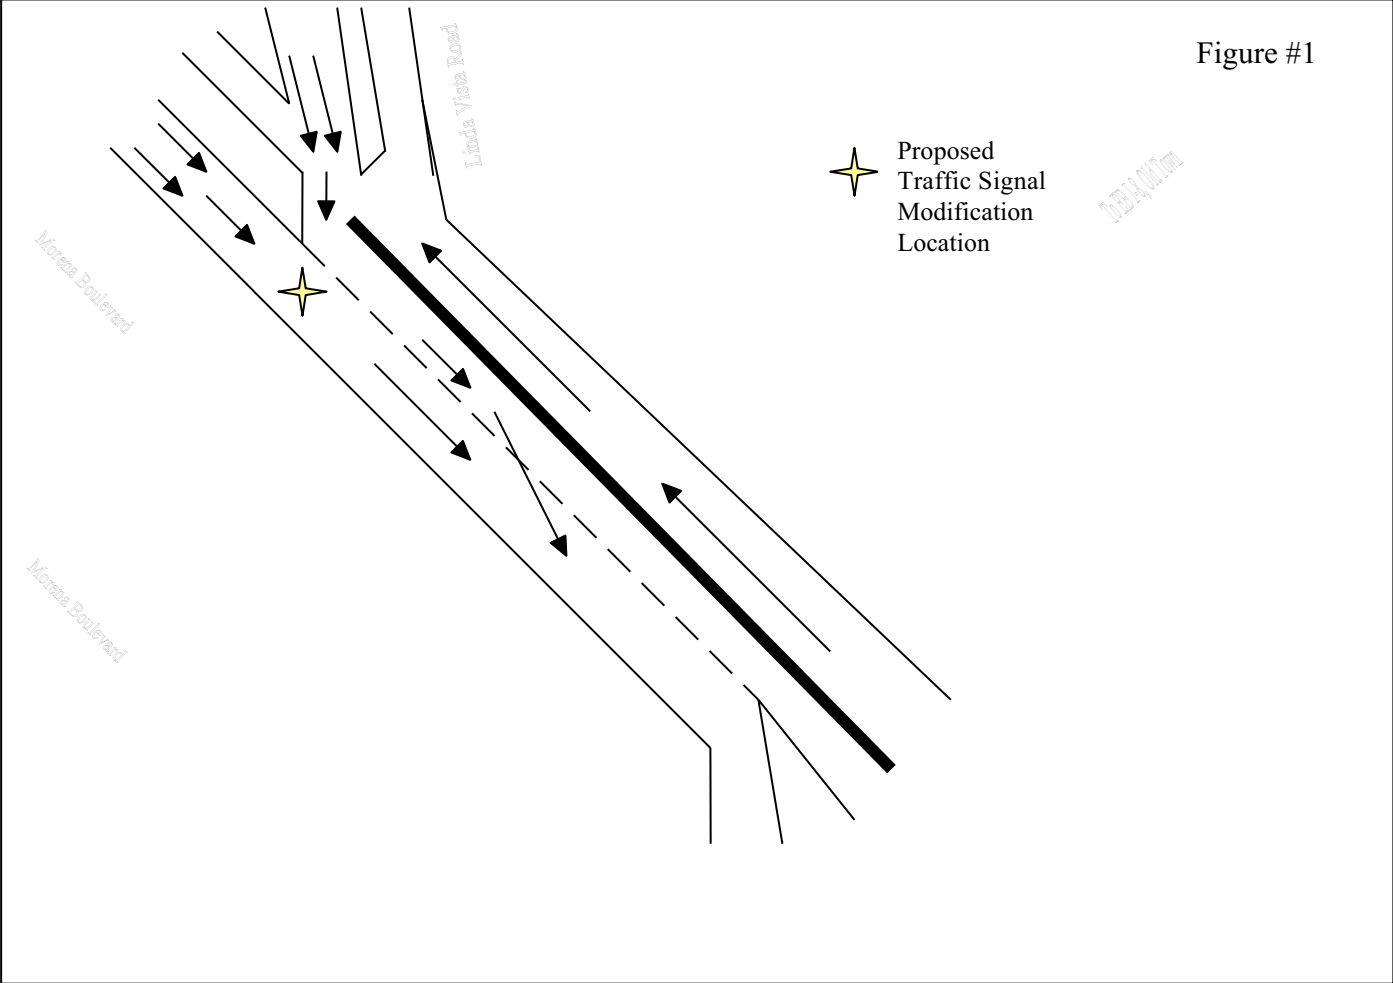 Figure #1
Linda Vista Road
Proposed
Traffic Signal
Modification
Location
Morena Boulevard
Morena Boulevard